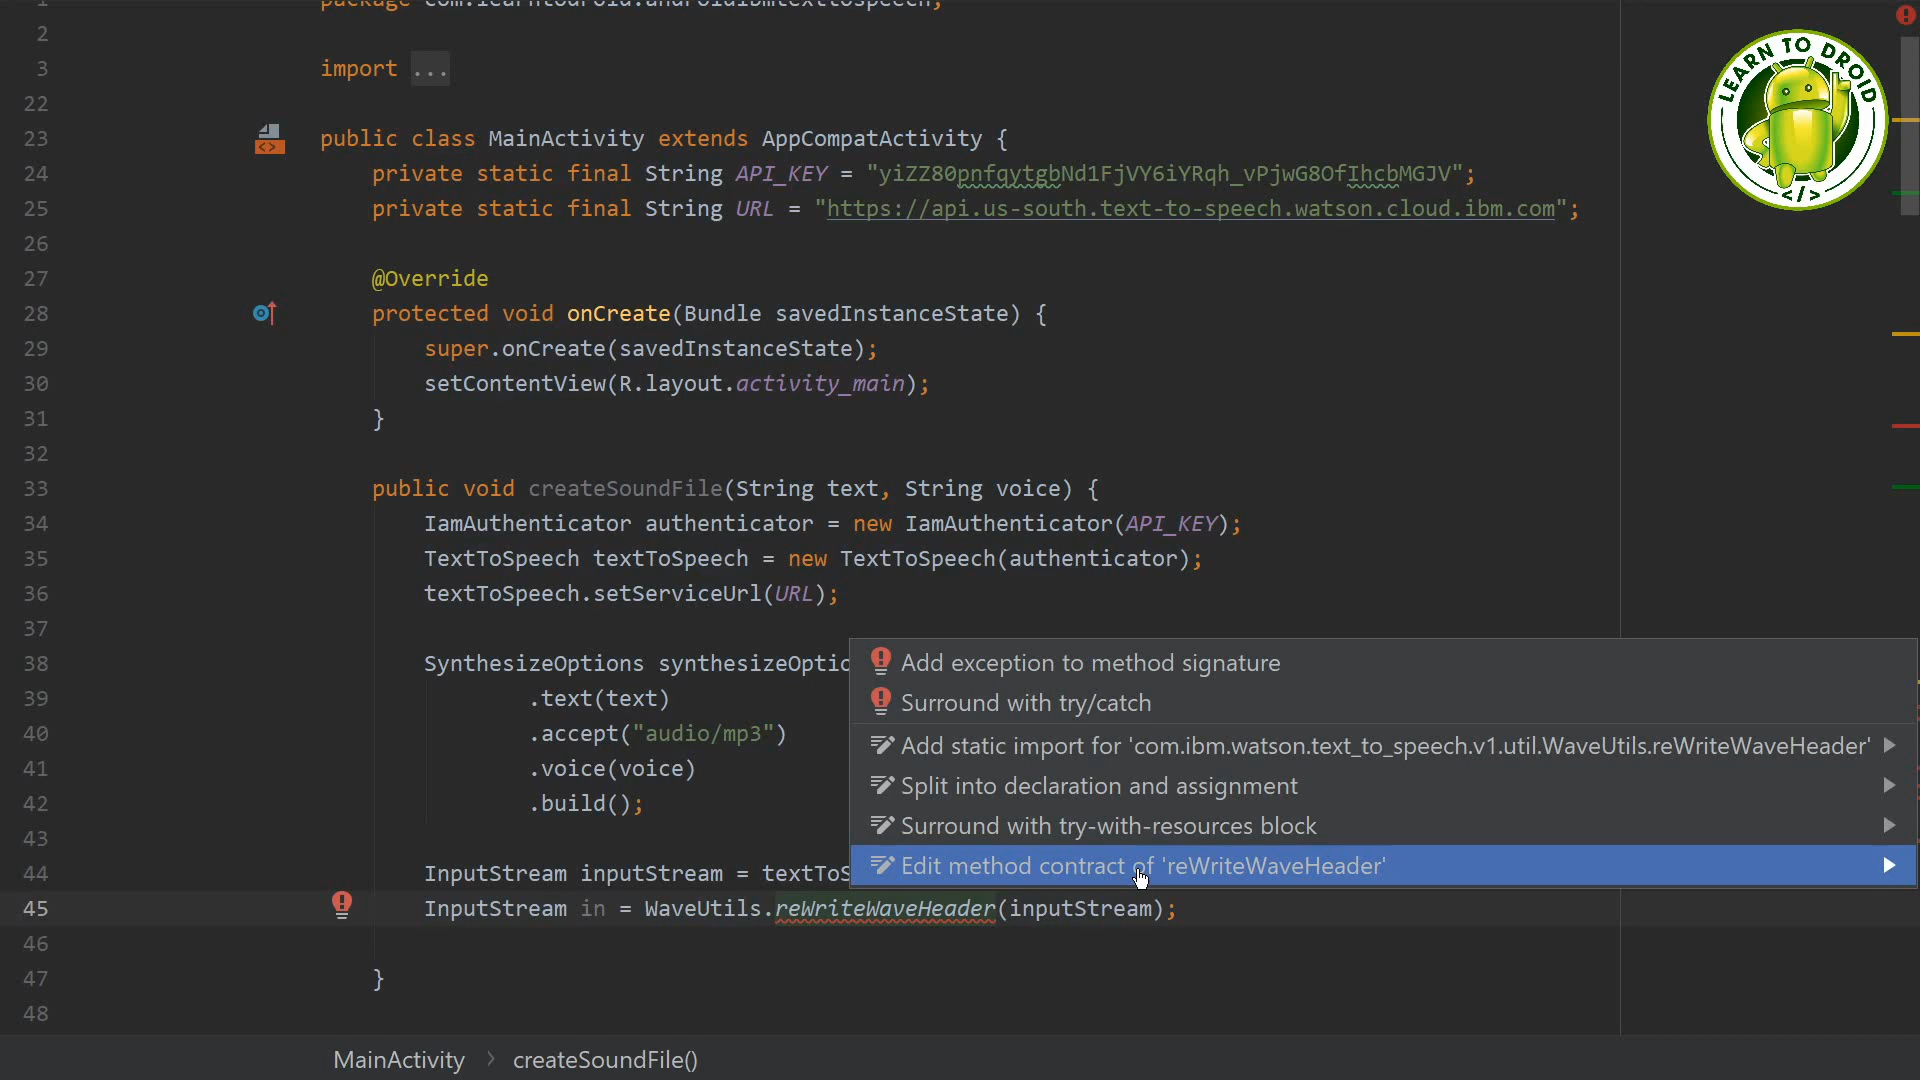 1 package com.learntodroid.androidibmtexttospeech;
2
3 import ...
22
23 public class MainActivity extends AppCompatActivity {
24 private static final String API_KEY = "yiZZ80pnfqytgbNd1FjVY6iYRqh_vPjwG8OfIhcbMGJV";
25 private static final String URL = "https://api.us-south.text-to-speech.watson.cloud.ibm.com";
26
27 @Override
28 protected void onCreate(Bundle savedInstanceState) {
29 super.onCreate(savedInstanceState);
30 setContentView(R.layout.activity_main);
31 }
32
33 public void createSoundFile(String text, String voice) {
34 IamAuthenticator authenticator = new IamAuthenticator(API_KEY);
35 TextToSpeech textToSpeech = new TextToSpeech(authenticator);
36 textToSpeech.setServiceUrl(URL);
37
38 SynthesizeOptions synthesizeOptio
39 .text(text)
40 .accept("audio/mp3")
41 .voice(voice)
42 .build();
43
44 InputStream inputStream = textToS
45 InputStream in = WaveUtils.reWriteWaveHeader(inputStream);
46
47 }
48
Add exception to method signature
Surround with try/catch
Add static import for 'com.ibm.watson.text_to_speech.v1.util.WaveUtils.reWriteWaveHeader'
Split into declaration and assignment
Surround with try-with-resources block
Edit method contract of 'reWriteWaveHeader'
MainActivity > createSoundFile()
LEARN TO DROID
</>